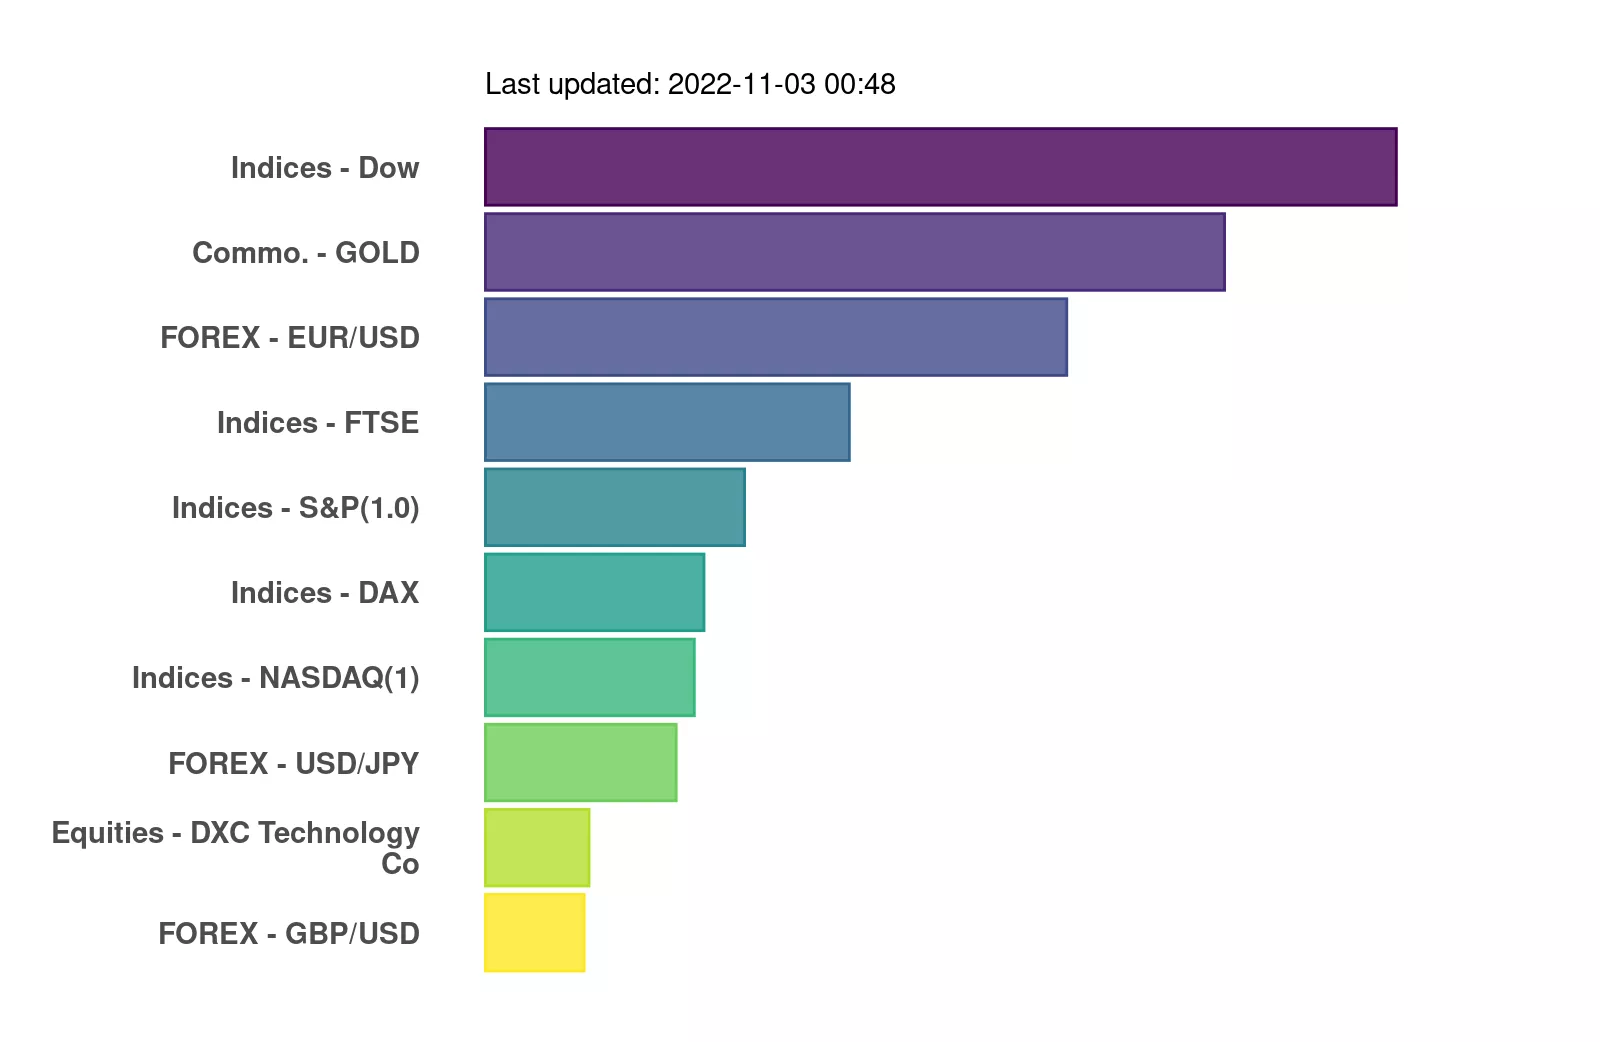 Last updated: 2022-11-03 00:48
Indices - Dow
Commo. - GOLD
FOREX - EUR/USD
Indices - FTSE
Indices - S&P(1.0)
Indices - DAX
Indices - NASDAQ(1)
FOREX - USD/JPY
Equities - DXC Technology
Co
FOREX - GBP/USD